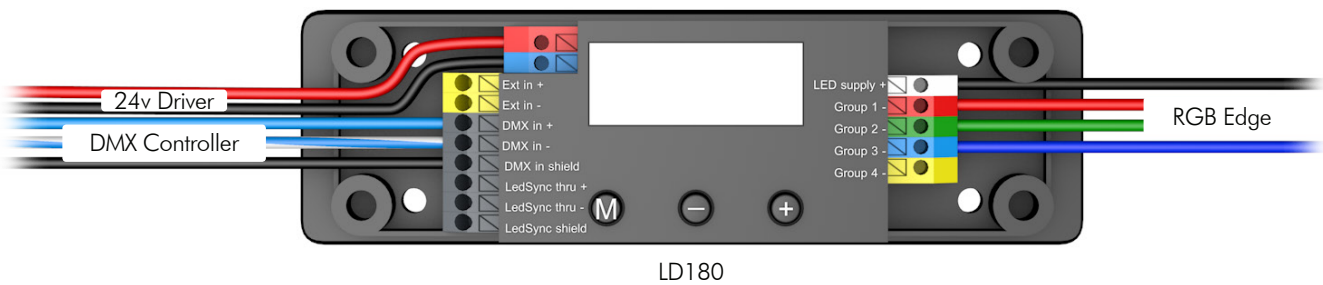 24v Driver
DMX Controller
Ext in +
Ext in -
DMX in +
DMX in -
DMX in shield
LedSync thru +
LedSync thru -
LedSync shield
M
−
+
LED supply +
Group 1 -
Group 2 -
Group 3 -
Group 4 -
RGB Edge
LD180